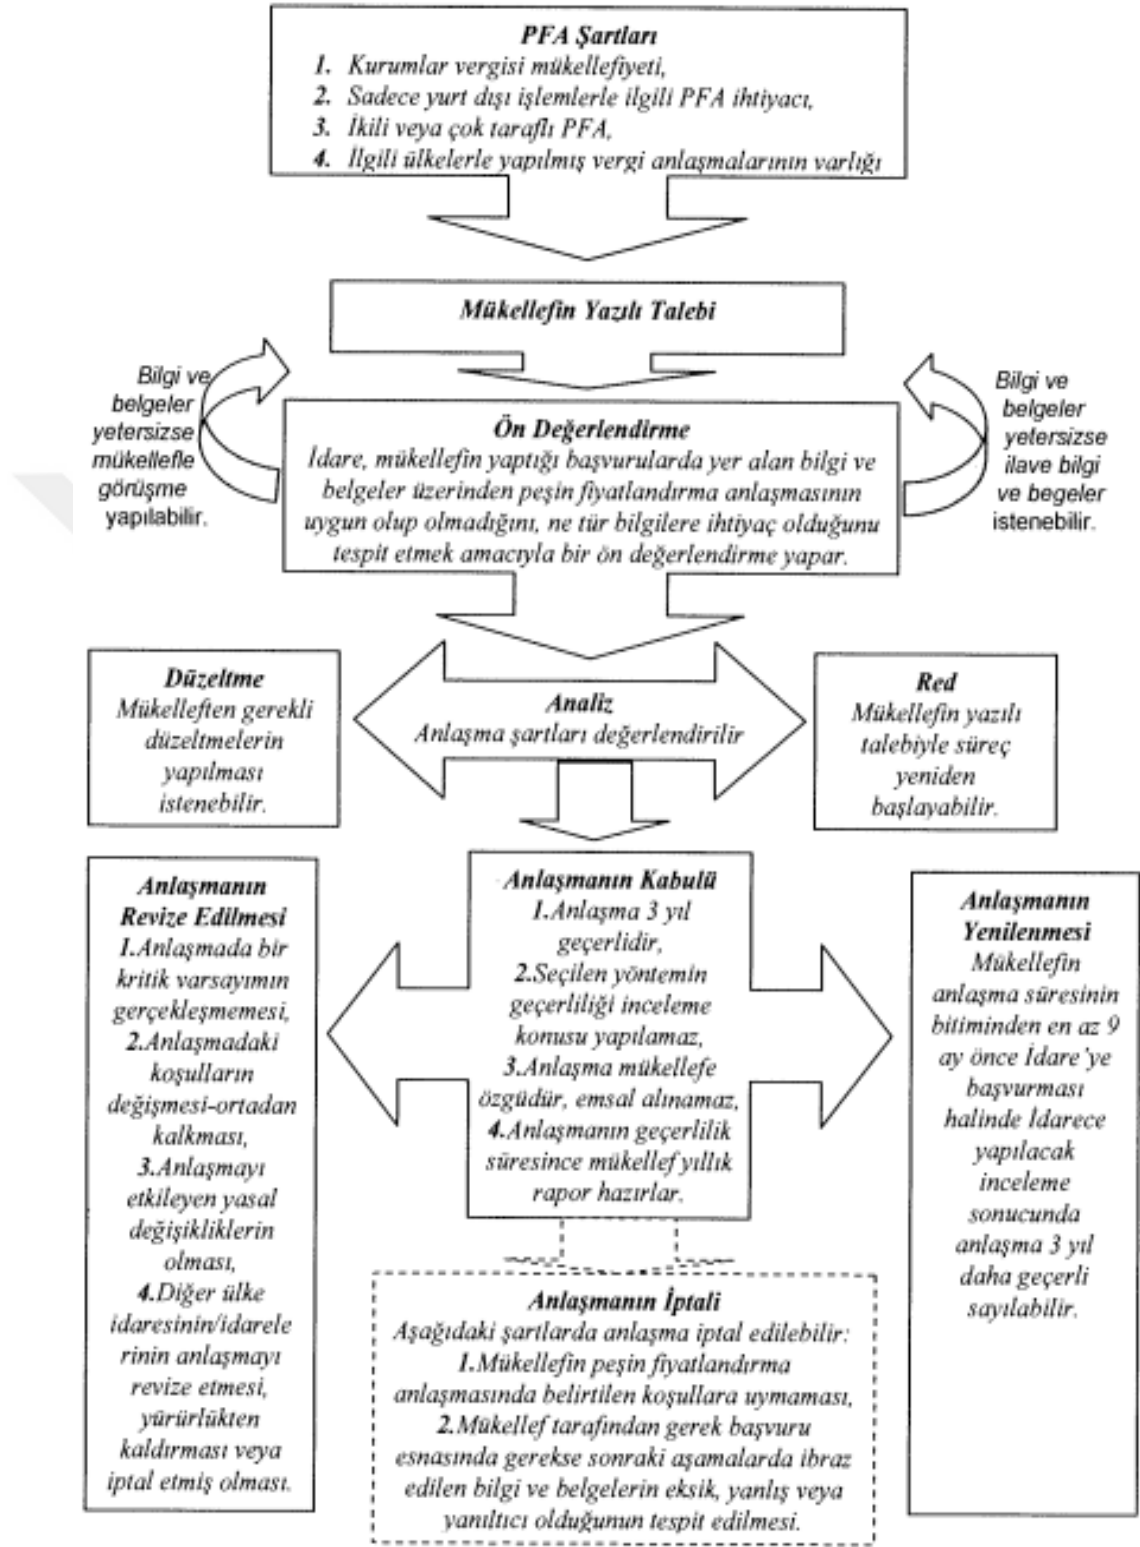 PFA Şartları
1. Kurumlar vergisi mükellefiyeti,
2. Sadece yurt dışı işlemlerle ilgili PFA ihtiyacı,
3. İkili veya çok taraflı PFA,
4. İlgili ülkelerle yapılmış vergi anlaşmalarının varlığı
Mükellefin Yazılı Talebi
Bilgi ve
belgeler
yetersizse
mükellefle
görüşme
yapılabilir.
Ön Değerlendirme
İdare, mükellefin yaptığı başvurularda yer alan bilgi ve
belgeler üzerinden peşin fiyatlandırma anlaşmasının
uygun olup olmadığını, ne tür bilgilere ihtiyaç olduğunu
tespit etmek amacıyla bir ön değerlendirme yapar.
Bilgi ve
belgeler
yetersizse
ilave bilgi
ve begeler
istenebilir.
Düzeltme
Mükelleften gerekli
düzeltmelerin
yapılması
istenebilir.
Analiz
Anlaşma şartları değerlendirilir
Red
Mükellefin yazılı
talebiyle süreç
yeniden
başlayabilir.
Anlaşmanın
Revize Edilmesi
1.Anlaşmada bir
kritik varsayımın
gerçekleşmemesi,
2.Anlaşmadaki
koşulların
değişmesi-ortadan
kalkması,
3.Anlaşmayı
etkileyen yasal
değişikliklerin
olması,
4.Diğer ülke
idaresinin/idarele
rinin anlaşmayı
revize etmesi,
yürürlükten
kaldırması veya
iptal etmiş olması.
Anlaşmanın Kabulü
1.Anlaşma 3 yıl
geçerlidir,
2.Seçilen yöntemin
geçerliliği inceleme
konusu yapılamaz,
3.Anlaşma mükellefe
özgüdür, emsal alınamaz,
4.Anlaşmanın geçerlilik
süresince mükellef yıllık
rapor hazırlar.
Anlaşmanın
Yenilenmesi
Mükellefin
anlaşma süresinin
bitiminden en az 9
ay önce İdare'ye
başvurması
halinde İdarece
yapılacak
inceleme
sonucunda
anlaşma 3 yıl
daha geçerli
sayılabilir.
Anlaşmanın İptali
Aşağıdaki şartlarda anlaşma iptal edilebilir:
1.Mükellefin peşin fiyatlandırma
anlaşmasında belirtilen koşullara uymaması,
2.Mükellef tarafından gerek başvuru
esnasında gerekse sonraki aşamalarda ibraz
edilen bilgi ve belgelerin eksik, yanlış veya
yanıltıcı olduğunun tespit edilmesi.